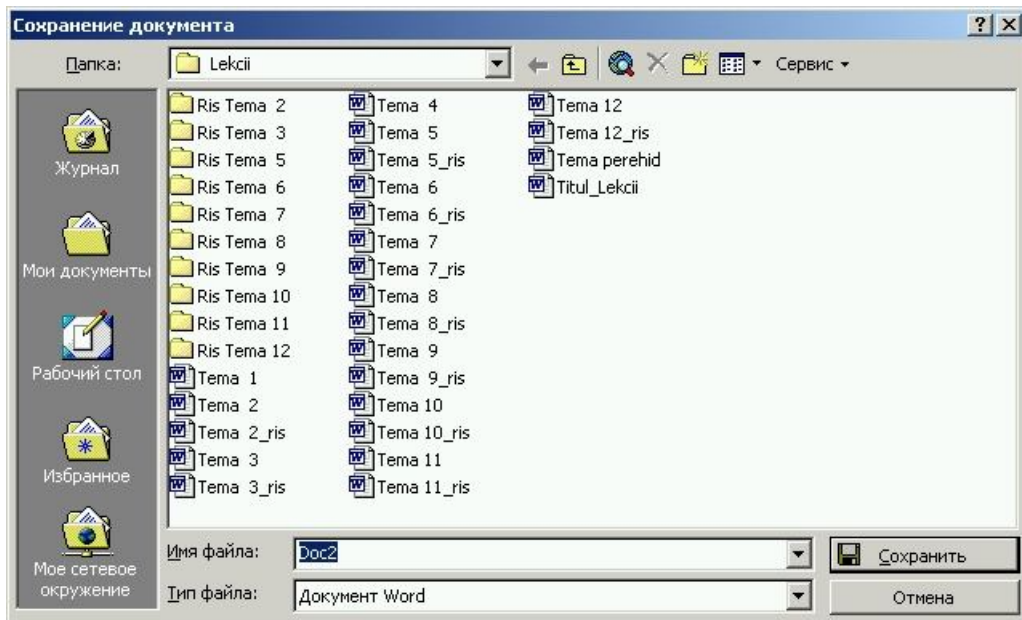 Сохранение документа
Папка:
Lekcii
Сервис
Журнал
Мои документы
Рабочий стол
Избранное
Мое сетевое
окружение
Ris Tema 2
Ris Tema 3
Ris Tema 5
Ris Tema 6
Ris Tema 7
Ris Tema 8
Ris Tema 9
Ris Tema 10
Ris Tema 11
Ris Tema 12
Tema 1
Tema 2
Tema 2_ris
Tema 3
Tema 3_ris
Tema 4
Tema 5
Tema 5_ris
Tema 6
Tema 6_ris
Tema 7
Tema 7_ris
Tema 8
Tema 8_ris
Tema 9
Tema 9_ris
Tema 10
Tema 10_ris
Tema 11
Tema 11_ris
Tema 12
Tema 12_ris
Tema perehid
Titul_Lekcii
Имя файла:
Doc2
Сохранить
Тип файла:
Документ Word
Отмена